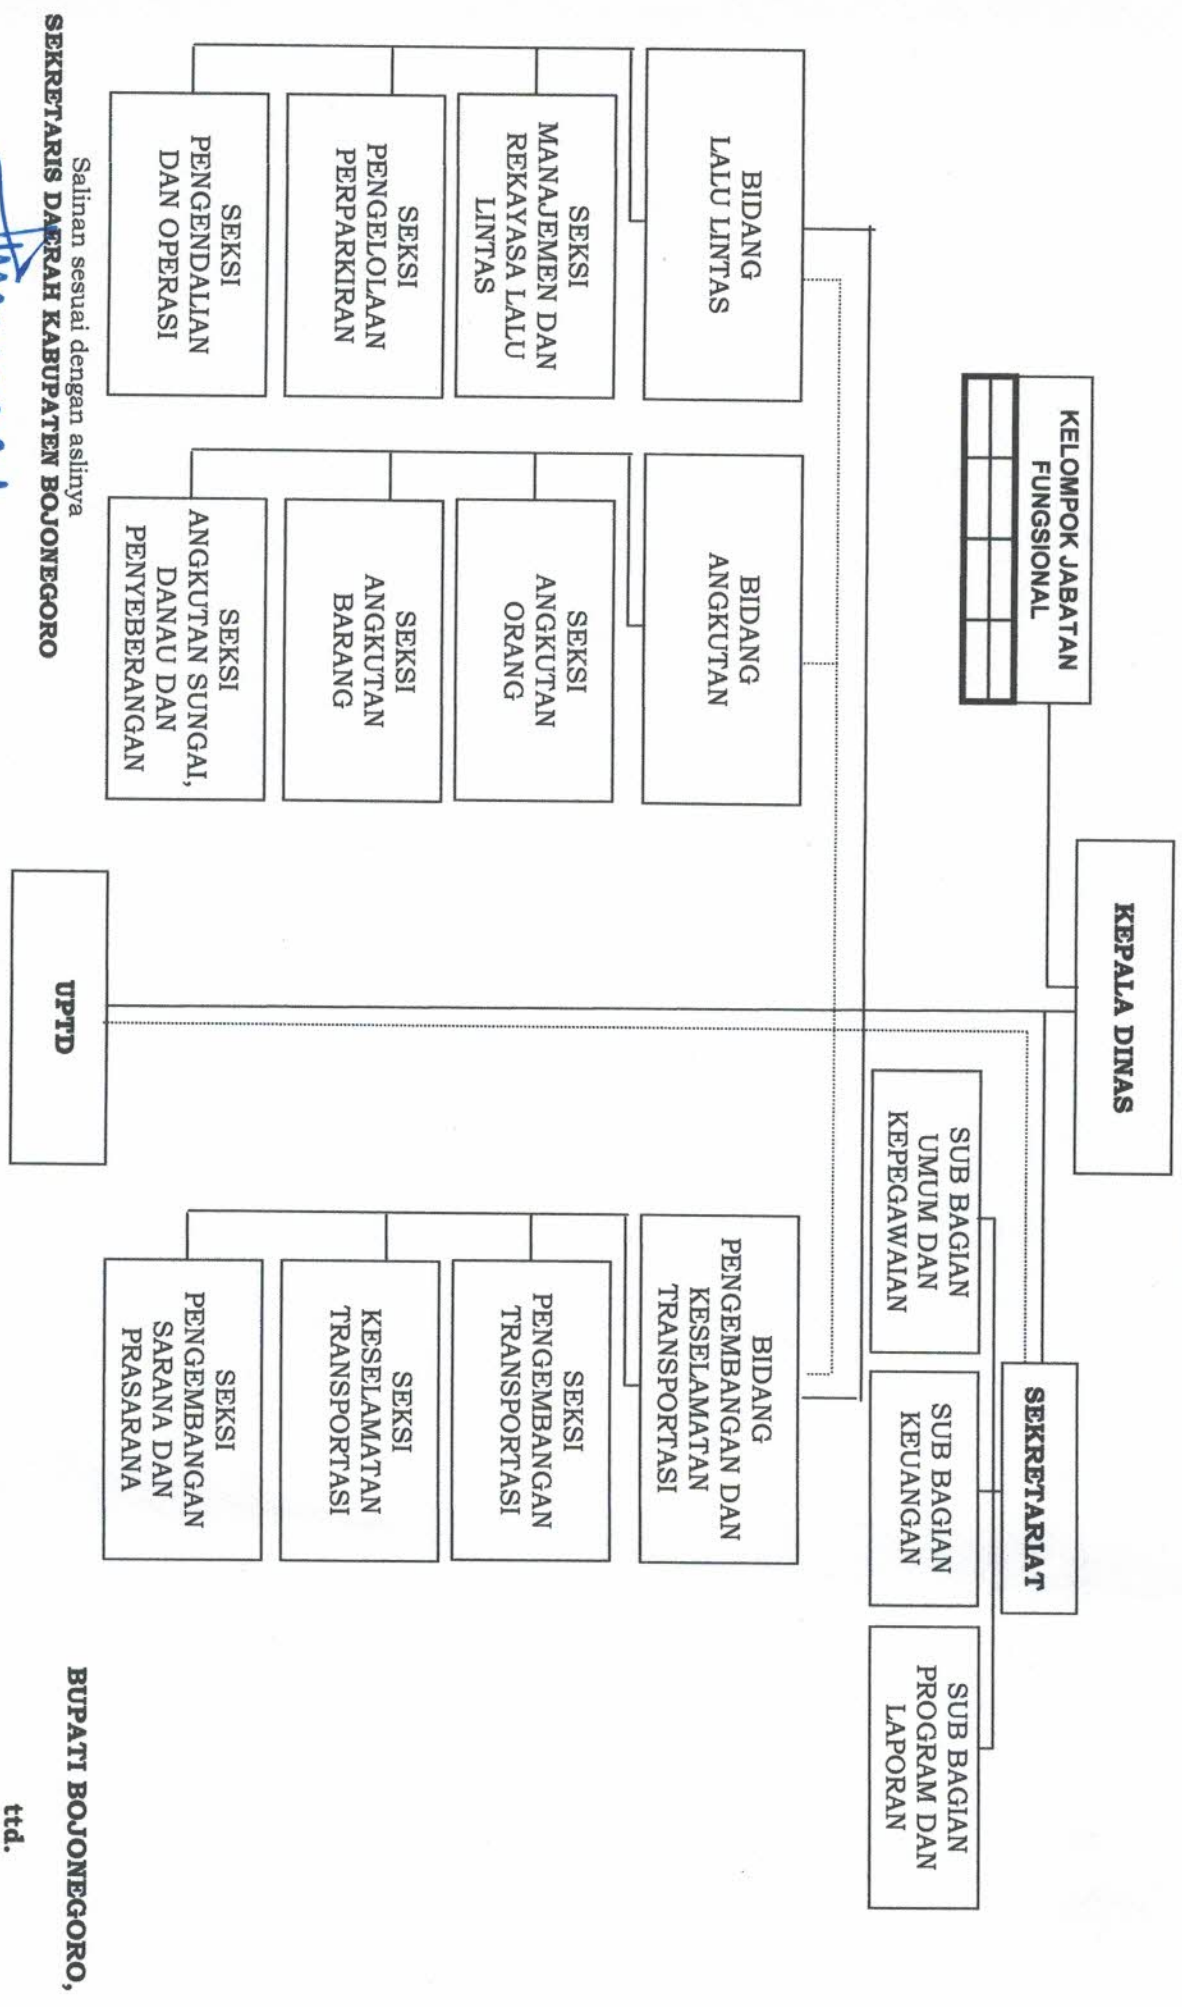 KEPALA DINAS
KELOMPOK JABATAN
FUNGSIONAL
SEKRETARIAT
SUB BAGIAN
UMUM DAN
KEPEGAWAIAN
SUB BAGIAN
KEUANGAN
SUB BAGIAN
PROGRAM DAN
LAPORAN
BIDANG
LALU LINTAS
SEKSI
MANAJEMEN DAN
REKAYASA LALU
LINTAS
SEKSI
PENGELOLAAN
PERPARKIRAN
SEKSI
PENGENDALIAN
DAN OPERASI
BIDANG
ANGKUTAN
SEKSI
ANGKUTAN
ORANG
SEKSI
ANGKUTAN
BARANG
SEKSI
ANGKUTAN SUNGAI,
DANAU DAN
PENYEBERANGAN
BIDANG
PENGEMBANGAN DAN
KESELAMATAN
TRANSPORTASI
SEKSI
PENGEMBANGAN
TRANSPORTASI
SEKSI
KESELAMATAN
TRANSPORTASI
SEKSI
PENGEMBANGAN
SARANA DAN
PRASARANA
UPTD
Salinan sesuai dengan aslinya
SEKRETARIS DAERAH KABUPATEN BOJONEGORO
BUPATI BOJONEGORO,
ttd.